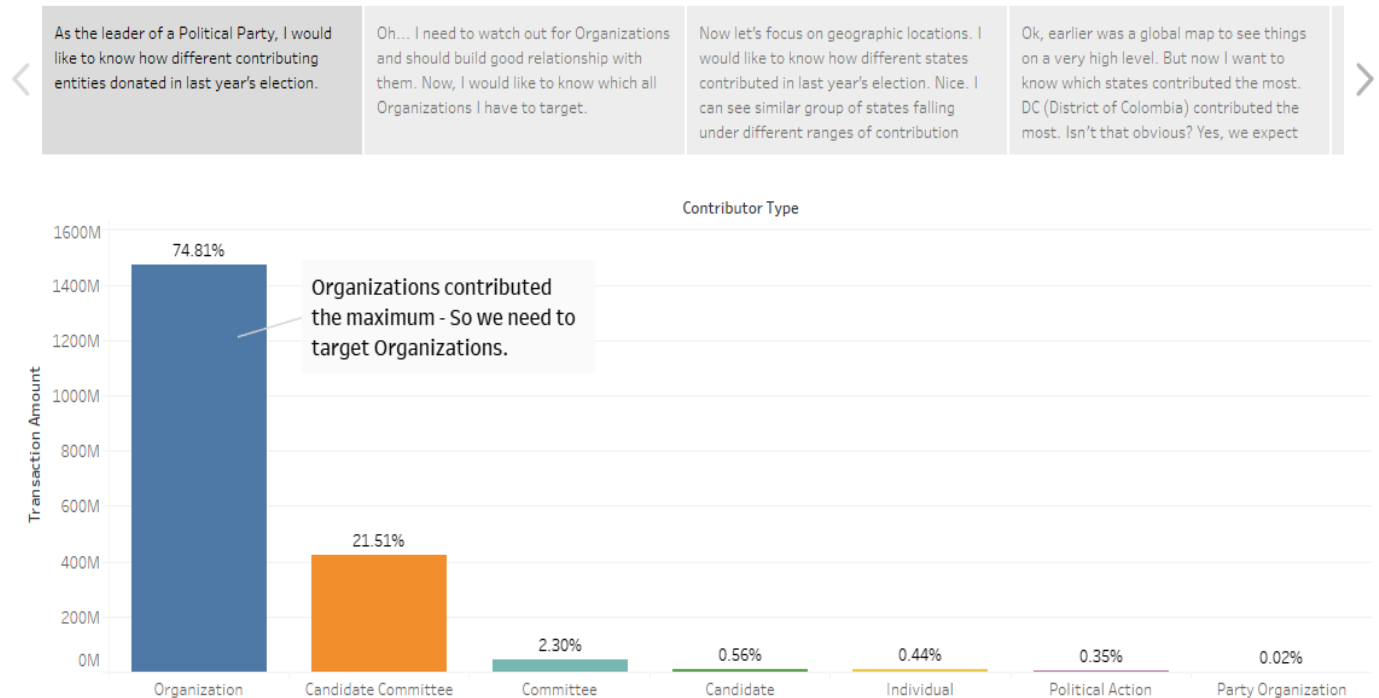 As the leader of a Political Party, I would
like to know how different contributing
entities donated in last year's election.
Oh... I need to watch out for Organizations
and should build good relationship with
them. Now, I would like to know which all
Organizations I have to target.
Now let's focus on geographic locations. I
would like to know how different states
contributed in last year's election. Nice. I
can see similar group of states falling
under different ranges of contribution
Ok, earlier was a global map to see things
on a very high level. But now I want to
know which states contributed the most.
DC (District of Colombia) contributed the
most. Isn't that obvious? Yes, we expect
Contributor Type
Transaction Amount
1600M
1400M
1200M
1000M
800M
600M
400M
200M
0M
74.81%
Organizations contributed
the maximum - So we need to
target Organizations.
21.51%
2.30%
0.56%
0.44%
0.35%
0.02%
Organization
Candidate Committee
Committee
Candidate
Individual
Political Action
Party Organization